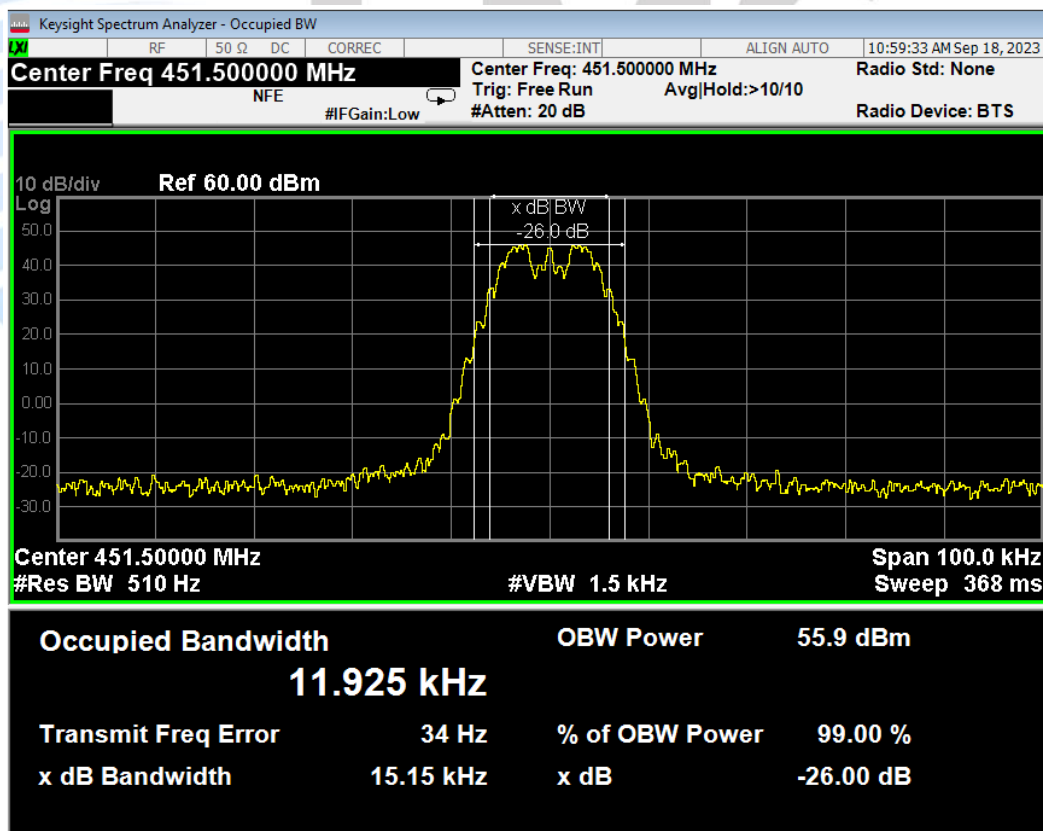 Keysight Spectrum Analyzer - Occupied BW
LXI RF 50 Ω DC CORREC SENSE:INT ALIGN AUTO 10:59:33 AM Sep 18, 2023
Center Freq 451.500000 MHz
NFE
#IFGain:Low
Center Freq: 451.500000 MHz
Trig: Free Run Avg|Hold:>10/10
#Atten: 20 dB
Radio Std: None
Radio Device: BTS
10 dB/div Ref 60.00 dBm
Log
x dB BW
-26.0 dB
50.0
40.0
30.0
20.0
10.0
0.00
-10.0
-20.0
-30.0
Center 451.50000 MHz Span 100.0 kHz
#Res BW 510 Hz #VBW 1.5 kHz Sweep 368 ms
Occupied Bandwidth OBW Power 55.9 dBm
11.925 kHz
Transmit Freq Error 34 Hz % of OBW Power 99.00 %
x dB Bandwidth 15.15 kHz x dB -26.00 dB